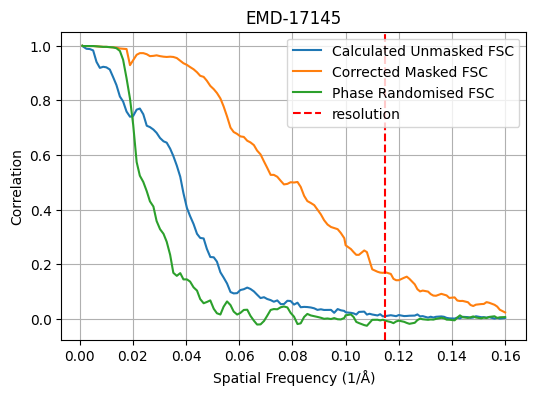 EMD-17145
Calculated Unmasked FSC
Corrected Masked FSC
Phase Randomised FSC
resolution
Correlation
1.0
0.8
0.6
0.4
0.2
0.0
0.00 0.02 0.04 0.06 0.08 0.10 0.12 0.14 0.16
Spatial Frequency (1/Å)